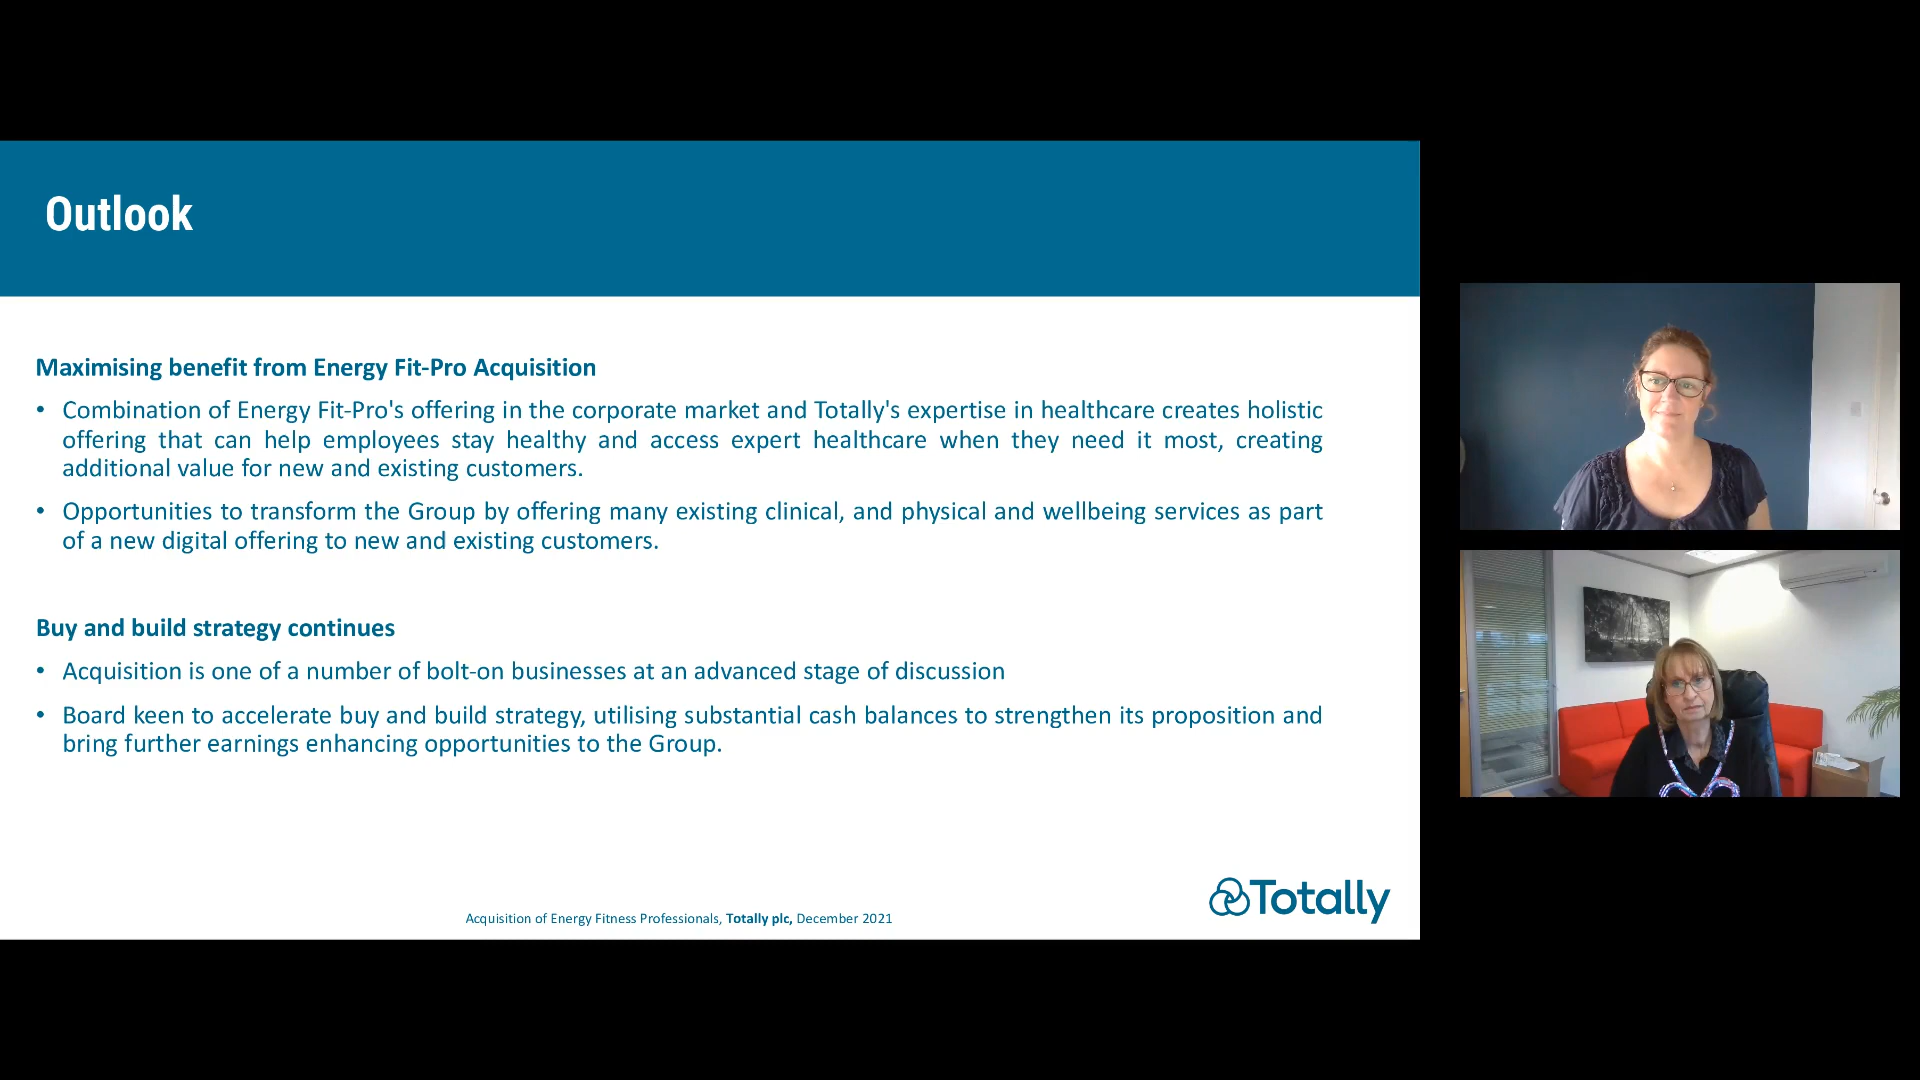 Outlook
Maximising benefit from Energy Fit-Pro Acquisition
• Combination of Energy Fit-Pro's offering in the corporate market and Totally's expertise in healthcare creates holistic
offering that can help employees stay healthy and access expert healthcare when they need it most, creating
additional value for new and existing customers.
• Opportunities to transform the Group by offering many existing clinical, and physical and wellbeing services as part
of a new digital offering to new and existing customers.
Buy and build strategy continues
• Acquisition is one of a number of bolt-on businesses at an advanced stage of discussion
• Board keen to accelerate buy and build strategy, utilising substantial cash balances to strengthen its proposition and
bring further earnings enhancing opportunities to the Group.
Totally
Acquisition of Energy Fitness Professionals, Totally plc, December 2021